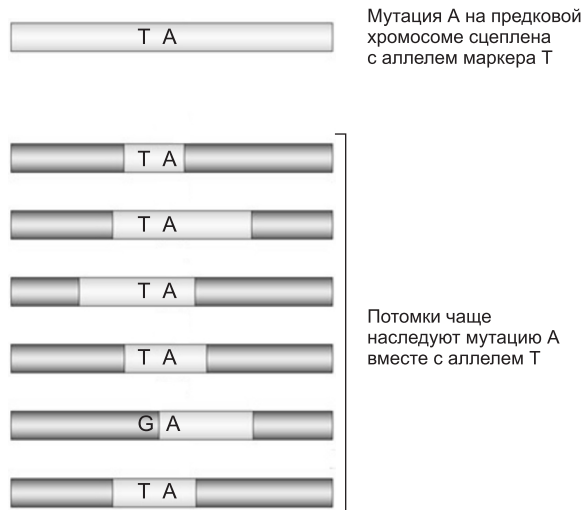 T A
Мутация А на предковой
хромосоме сцеплена
с аллелем маркера Т
T A
T A
T A
T A
G A
T A
Потомки чаще
наследуют мутацию А
вместе с аллелем Т